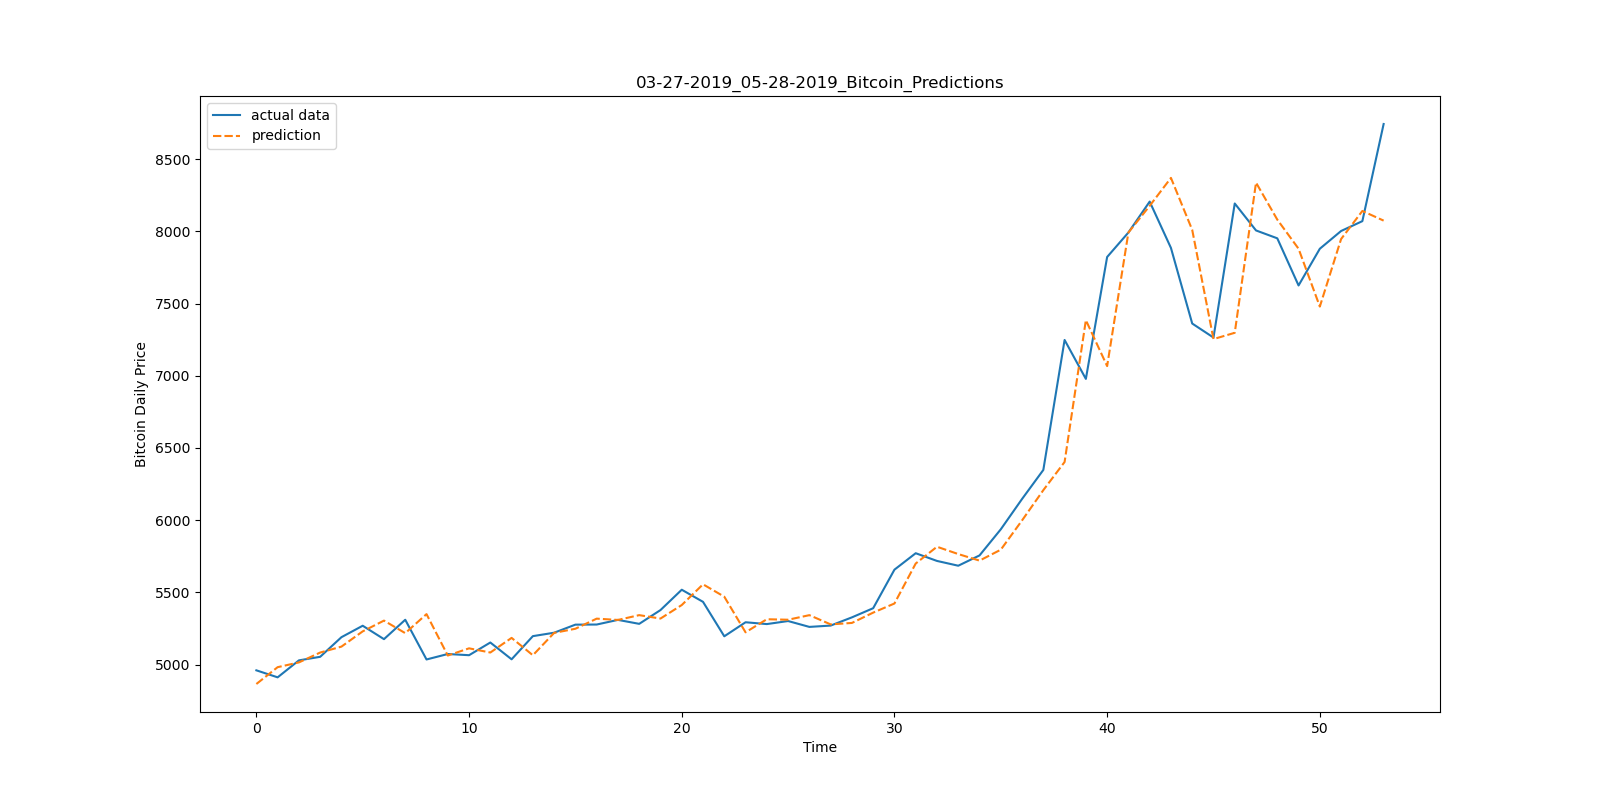 03-27-2019_05-28-2019_Bitcoin_Predictions
actual data
prediction
8500
8000
7500
7000
6500
6000
5500
5000
Bitcoin Daily Price
0 10 20 30 40 50
Time